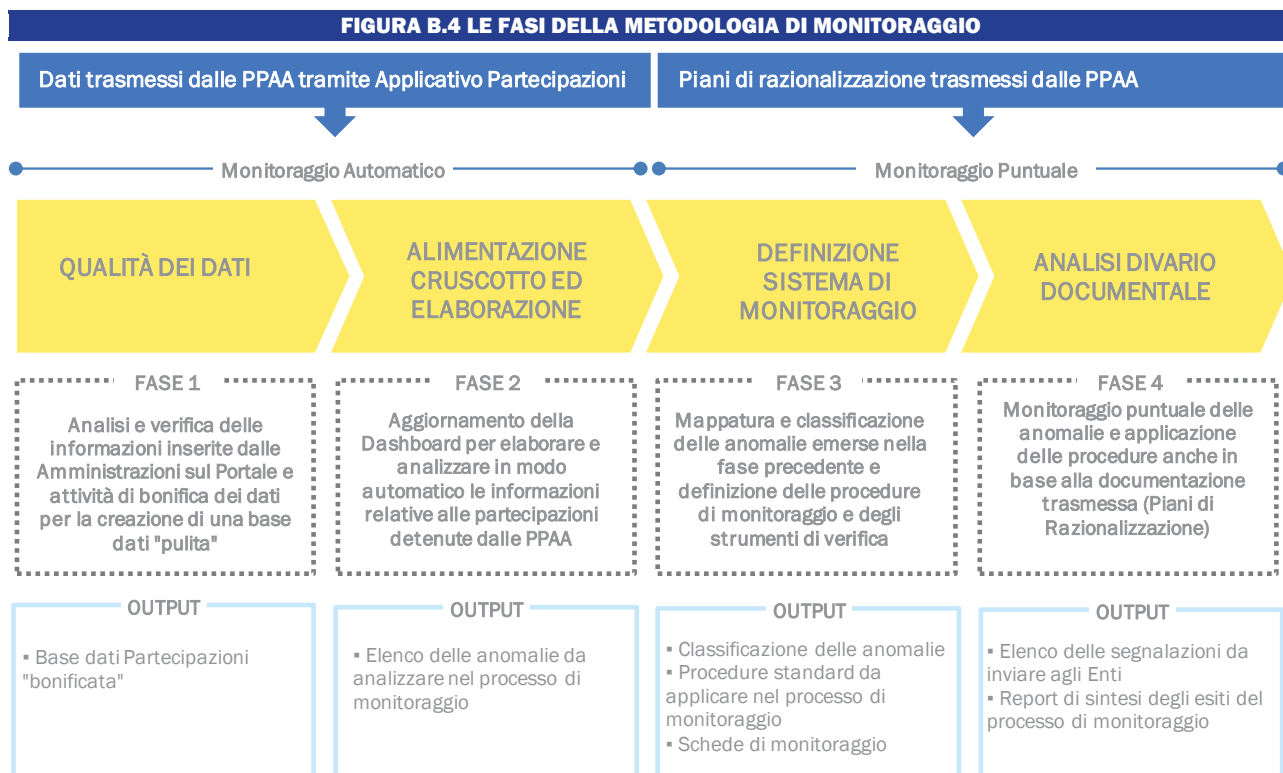 FIGURA B.4 LE FASI DELLA METODOLOGIA DI MONITORAGGIO
Dati trasmessi dalle PPAA tramite Applicativo Partecipazioni
Piani di razionalizzazione trasmessi dalle PPAA
Monitoraggio Automatico
Monitoraggio Puntuale
QUALITÀ DEI DATI
ALIMENTAZIONE
CRUSCOTTO ED
ELABORAZIONE
DEFINIZIONE
SISTEMA DI
MONITORAGGIO
ANALISI DIVARIO
DOCUMENTALE
FASE 1
Analisi e verifica delle
informazioni inserite dalle
Amministrazioni sul Portale e
attività di bonifica dei dati
per la creazione di una base
dati "pulita"
FASE 2
Aggiornamento della
Dashboard per elaborare e
analizzare in modo
automatico le informazioni
relative alle partecipazioni
detenute dalle PPAA
FASE 3
Mappatura e classificazione
delle anomalie emerse nella
fase precedente e
definizione delle procedure
di monitoraggio e degli
strumenti di verifica
FASE 4
Monitoraggio puntuale delle
anomalie e applicazione
delle procedure anche in
base alla documentazione
trasmessa (Piani di
Razionalizzazione)
OUTPUT
▪ Base dati Partecipazioni
"bonificata"
OUTPUT
▪ Elenco delle anomalie da
analizzare nel processo di
monitoraggio
OUTPUT
▪ Classificazione delle anomalie
▪ Procedure standard da
applicare nel processo di
monitoraggio
▪ Schede di monitoraggio
OUTPUT
▪ Elenco delle segnalazioni da
inviare agli Enti
▪ Report di sintesi degli esiti del
processo di monitoraggio